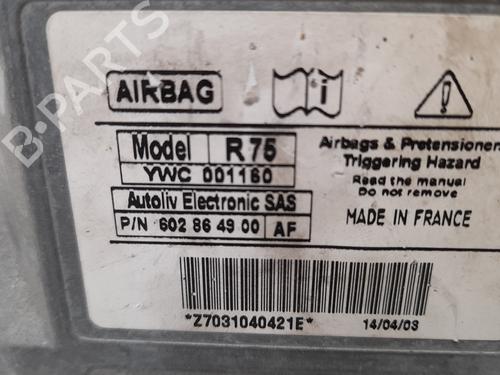 AIRBAG
i
Model R75
YWC 001160
Autoliv Electronic SAS
P/N 602 86 49 00 AF
Airbags & Pretensioner
Triggering Hazard
Read the manual
Do not remove
MADE IN FRANCE
*Z7031040421E*
14/04/03
B-PARTS